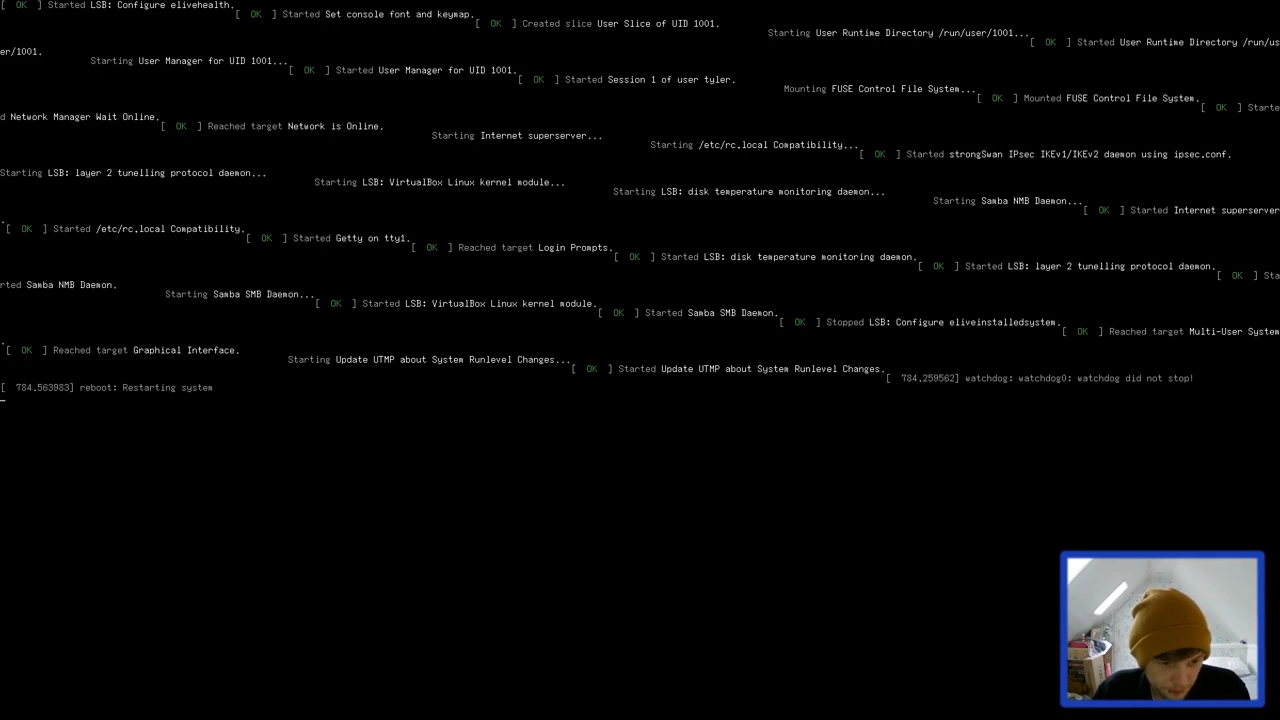 [  OK  ] Started LSB: Configure elivehealth.
[  OK  ] Started Set console font and keymap.
[  OK  ] Created slice User Slice of UID 1001.
Starting User Runtime Directory /run/user/1001...
[  OK  ] Started User Runtime Directory /run/us
er/1001.
Starting User Manager for UID 1001...
[  OK  ] Started User Manager for UID 1001.
[  OK  ] Started Session 1 of user tyler.
Mounting FUSE Control File System...
[  OK  ] Mounted FUSE Control File System.
[  OK  ] Starte
d Network Manager Wait Online.
[  OK  ] Reached target Network is Online.
Starting Internet superserver...
Starting /etc/rc.local Compatibility...
[  OK  ] Started strongSwan IPsec IKEv1/IKEv2 daemon using ipsec.conf.
Starting LSB: layer 2 tunelling protocol daemon...
Starting LSB: VirtualBox Linux kernel module...
Starting LSB: disk temperature monitoring daemon...
Starting Samba NMB Daemon...
[  OK  ] Started Internet superserver
.
[  OK  ] Started /etc/rc.local Compatibility.
[  OK  ] Started Getty on tty1.
[  OK  ] Reached target Login Prompts.
[  OK  ] Started LSB: disk temperature monitoring daemon.
[  OK  ] Started LSB: layer 2 tunelling protocol daemon.
[  OK  ] Sta
rted Samba NMB Daemon.
Starting Samba SMB Daemon...
[  OK  ] Started LSB: VirtualBox Linux kernel module.
[  OK  ] Started Samba SMB Daemon.
[  OK  ] Stopped LSB: Configure eliveinstalledsystem.
[  OK  ] Reached target Multi-User System
.
[  OK  ] Reached target Graphical Interface.
Starting Update UTMP about System Runlevel Changes...
[  OK  ] Started Update UTMP about System Runlevel Changes.
[  784.259562] watchdog: watchdog0: watchdog did not stop!
[  784.563983] reboot: Restarting system